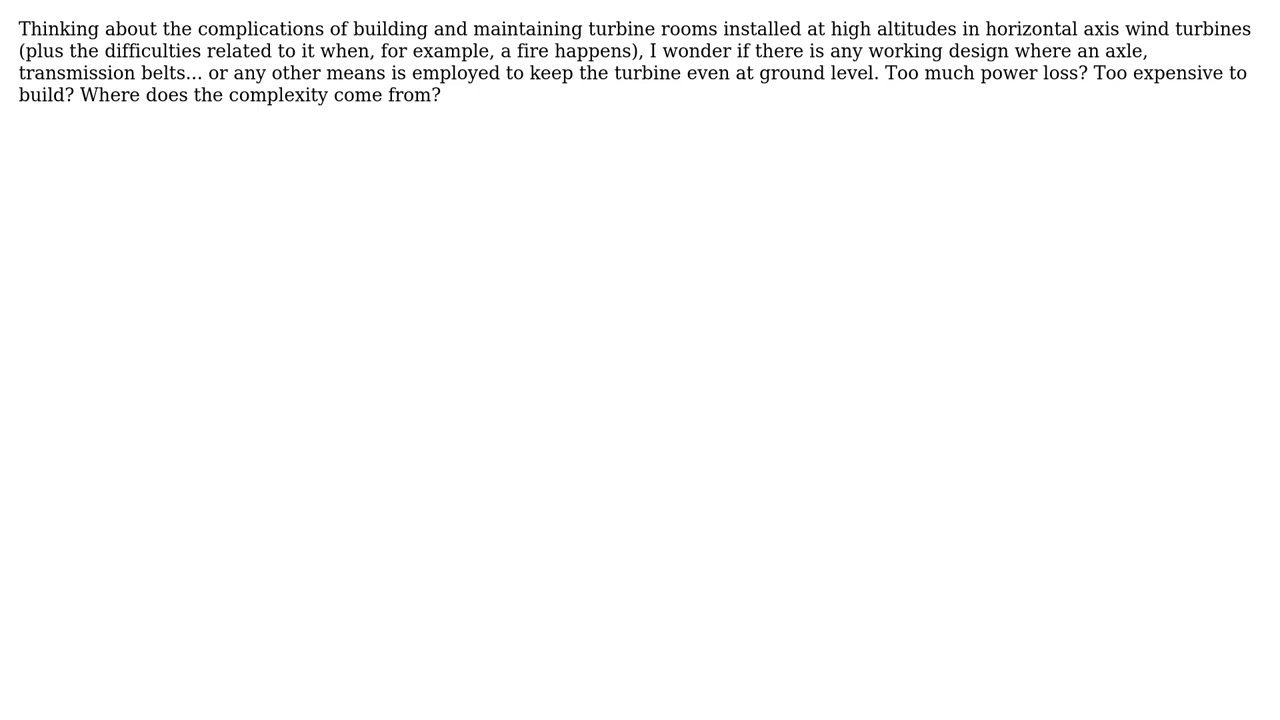 Thinking about the complications of building and maintaining turbine rooms installed at high altitudes in horizontal axis wind turbines
(plus the difficulties related to it when, for example, a fire happens), I wonder if there is any working design where an axle,
transmission belts... or any other means is employed to keep the turbine even at ground level. Too much power loss? Too expensive to
build? Where does the complexity come from?